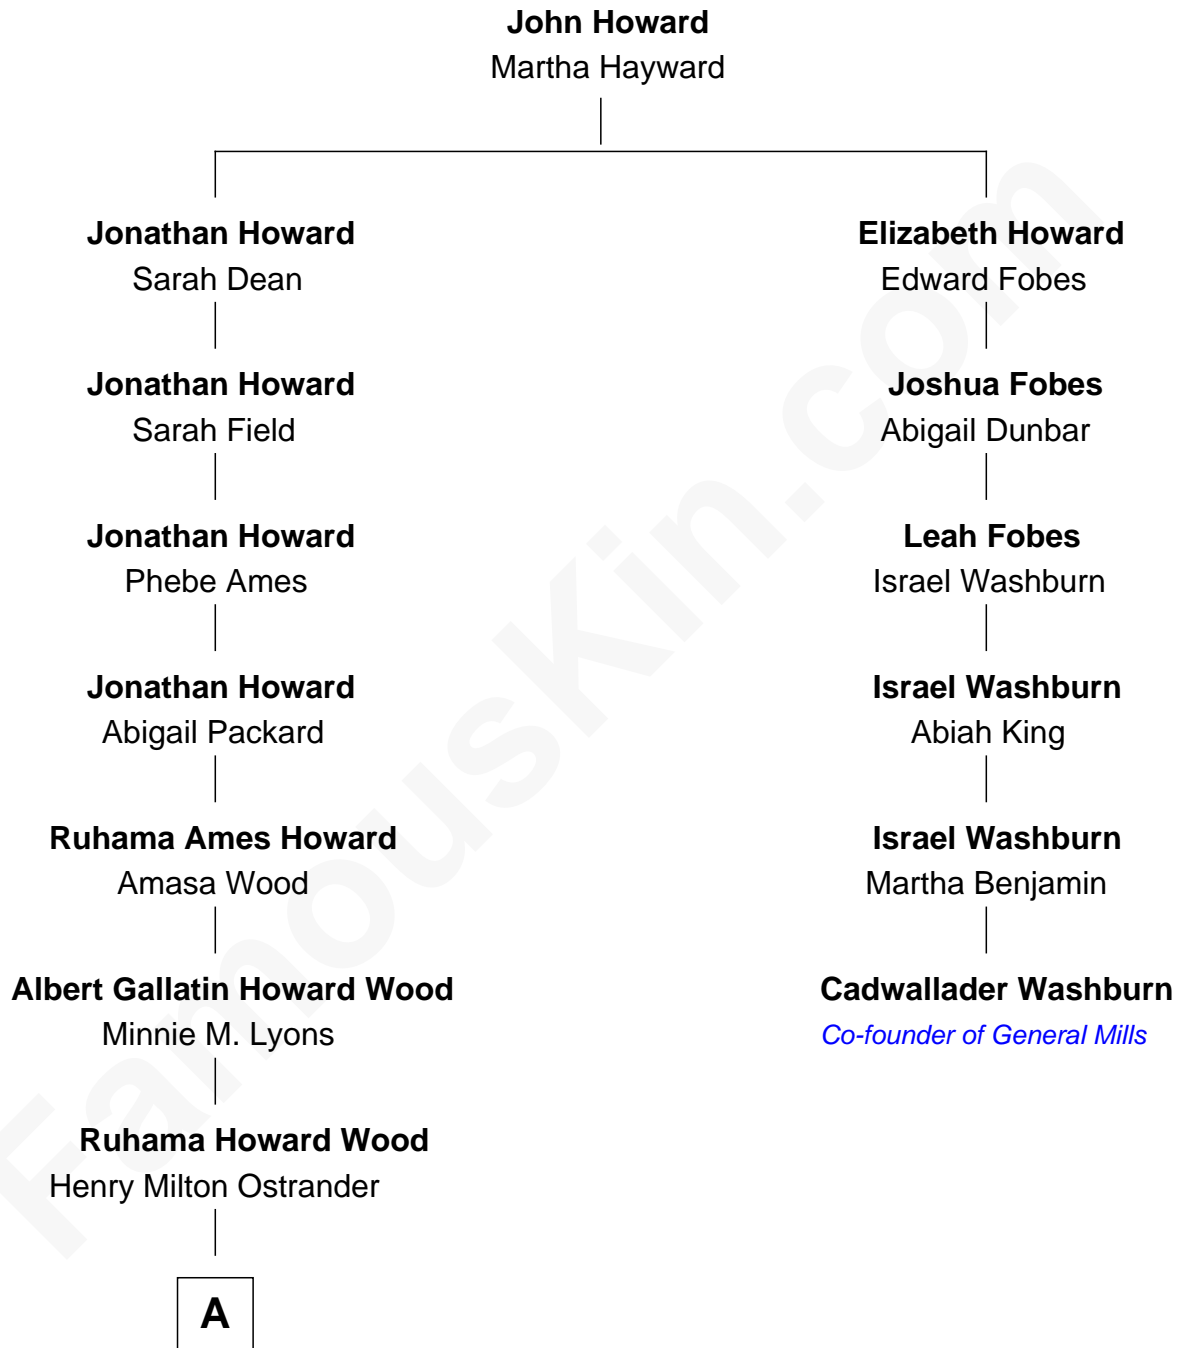 John Howard
Martha Hayward
Jonathan Howard
Sarah Dean
Elizabeth Howard
Edward Fobes
Jonathan Howard
Sarah Field
Joshua Fobes
Abigail Dunbar
Jonathan Howard
Phebe Ames
Leah Fobes
Israel Washburn
Jonathan Howard
Abigail Packard
Israel Washburn
Abiah King
Ruhama Ames Howard
Amasa Wood
Israel Washburn
Martha Benjamin
Albert Gallatin Howard Wood
Minnie M. Lyons
Cadwallader Washburn
Co-founder of General Mills
Ruhama Howard Wood
Henry Milton Ostrander
A
FamousKin.com